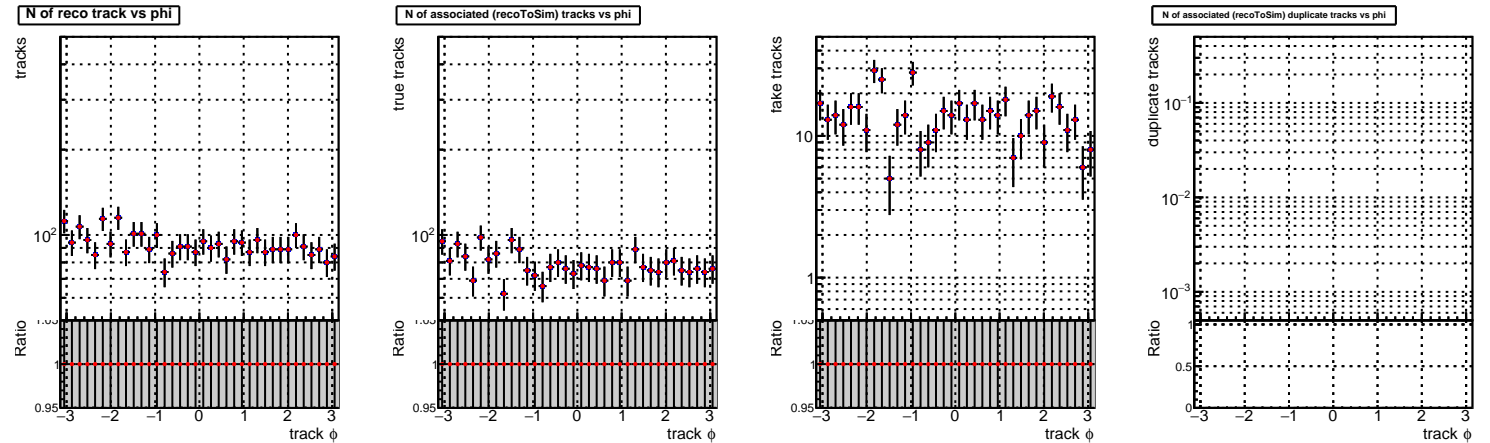 N of reco track vs phi
tracks
10²
Ratio
1
0.95
−3 −2 −1 0 1 2 3
track φ
N of associated (recoToSim) tracks vs phi
true tracks
10²
Ratio
1
0.95
−3 −2 −1 0 1 2 3
track φ
fake tracks
10
1
Ratio
1
0.95
−3 −2 −1 0 1 2 3
track φ
N of associated (recoToSim) duplicate tracks vs phi
duplicate tracks
10⁻¹
10⁻²
10⁻³
Ratio
1
0.5
0
−3 −2 −1 0 1 2 3
track φ